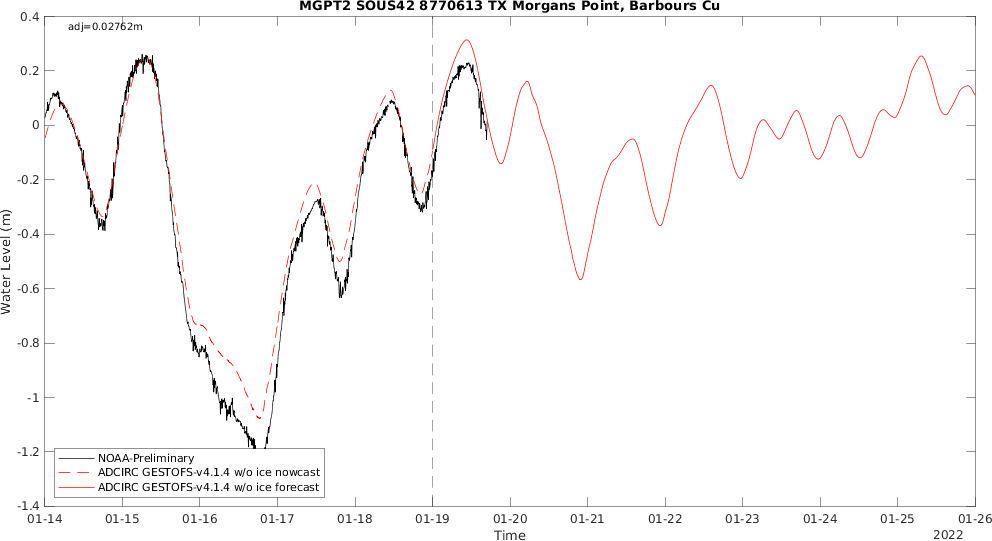 MGPT2 SOUS42 8770613 TX Morgans Point, Barbours Cu
adj=0.02762m
0.4
0.2
0
-0.2
-0.4
-0.6
-0.8
-1
-1.2
-1.4
Water Level (m)
NOAA-Preliminary
ADCIRC GESTOFS-v4.1.4 w/o ice nowcast
ADCIRC GESTOFS-v4.1.4 w/o ice forecast
01-14 01-15 01-16 01-17 01-18 01-19 01-20 01-21 01-22 01-23 01-24 01-25 01-26
Time
2022